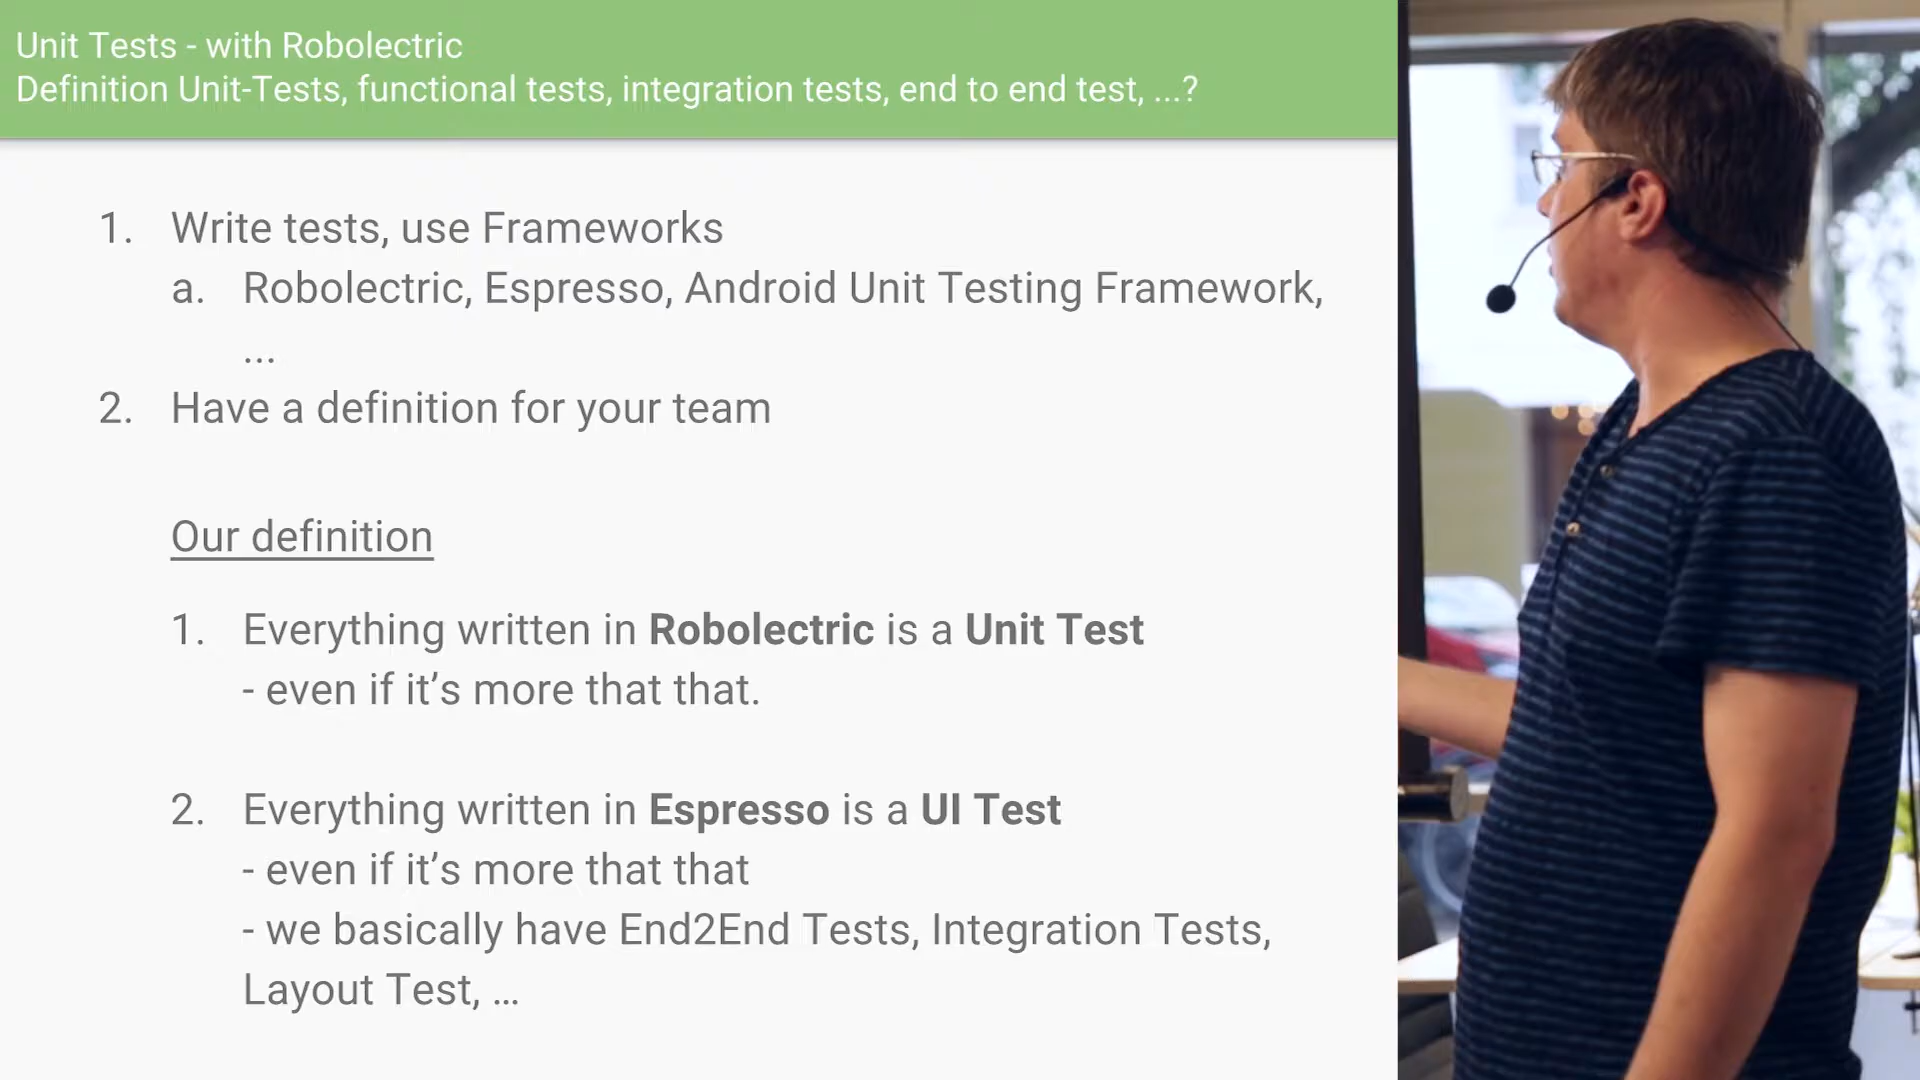 Unit Tests - with Robolectric
Definition Unit-Tests, functional tests, integration tests, end to end test, ...?
1. Write tests, use Frameworks
a. Robolectric, Espresso, Android Unit Testing Framework,
...
2. Have a definition for your team
Our definition
1. Everything written in Robolectric is a Unit Test
- even if it’s more that that.
2. Everything written in Espresso is a UI Test
- even if it’s more that that
- we basically have End2End Tests, Integration Tests,
Layout Test, …